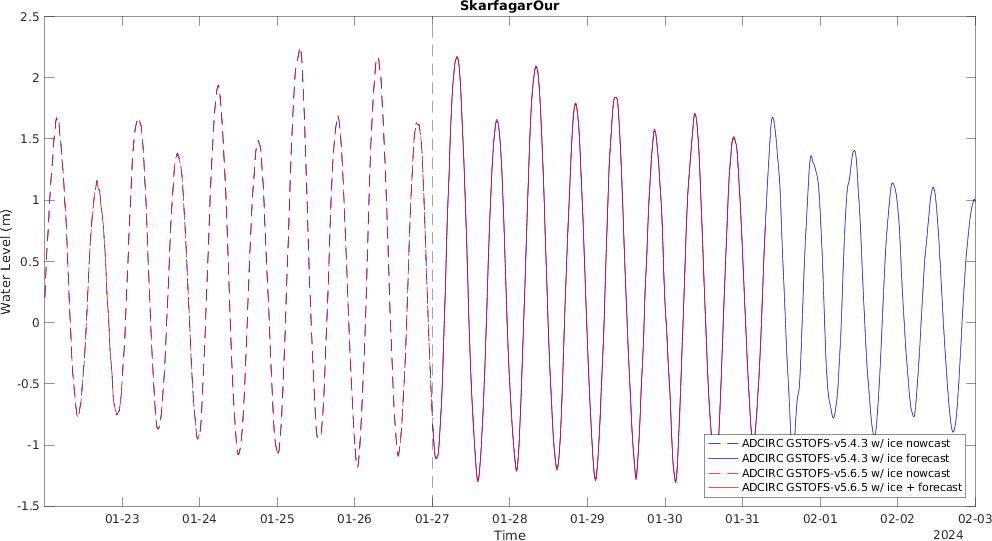 SkarfagarOur
2.5
2
1.5
1
0.5
0
-0.5
-1
-1.5
Water Level (m)
01-23 01-24 01-25 01-26 01-27 01-28 01-29 01-30 01-31 02-01 02-02 02-03
Time
2024
ADCIRC GSTOFS-v5.4.3 w/ ice nowcast
ADCIRC GSTOFS-v5.4.3 w/ ice forecast
ADCIRC GSTOFS-v5.6.5 w/ ice nowcast
ADCIRC GSTOFS-v5.6.5 w/ ice + forecast